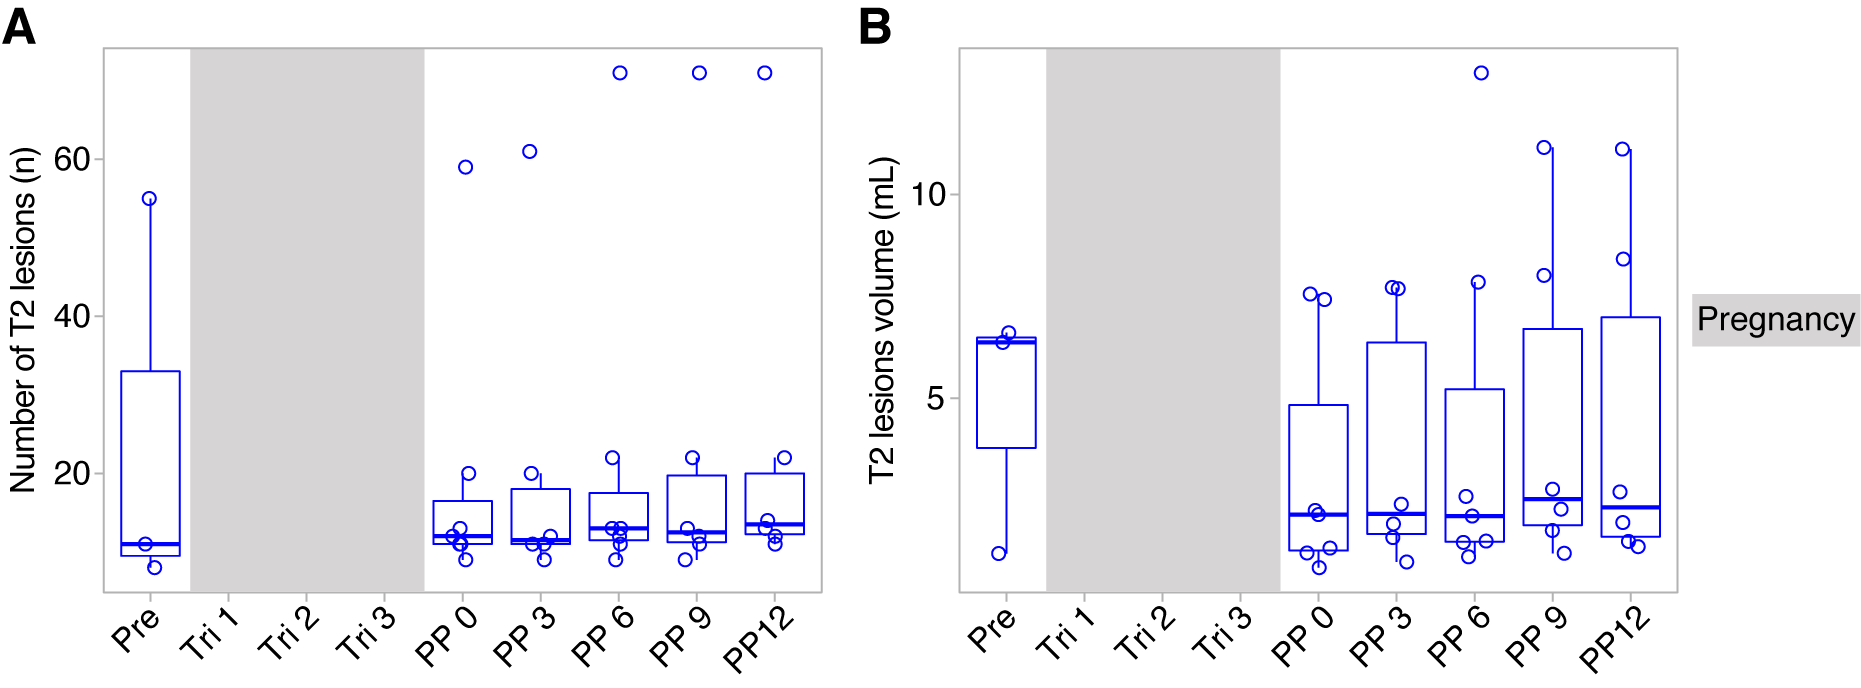 A
Number of T2 lesions (n)
60
40
20
Pre
Tri 1
Tri 2
Tri 3
PP 0
PP 3
PP 6
PP 9
PP12
B
T2 lesions volume (mL)
10
5
Pre
Tri 1
Tri 2
Tri 3
PP 0
PP 3
PP 6
PP 9
PP12
Pregnancy